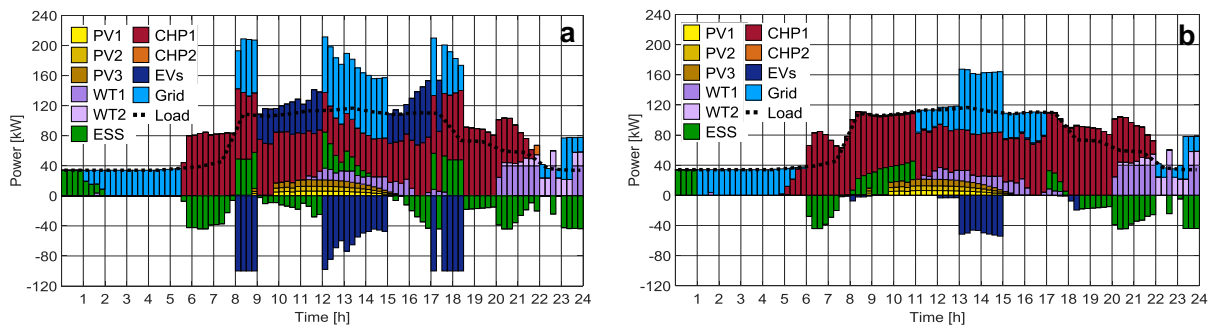 a
240
200
160
120
80
40
0
-40
-80
-120
Power [kW]
PV1 CHP1
PV2 CHP2
PV3 EVs
WT1 Grid
WT2 Load
ESS
1 2 3 4 5 6 7 8 9 10 11 12 13 14 15 16 17 18 19 20 21 22 23 24
Time [h]
b
240
200
160
120
80
40
0
-40
-80
-120
Power [kW]
PV1 CHP1
PV2 CHP2
PV3 EVs
WT1 Grid
WT2 Load
ESS
1 2 3 4 5 6 7 8 9 10 11 12 13 14 15 16 17 18 19 20 21 22 23 24
Time [h]